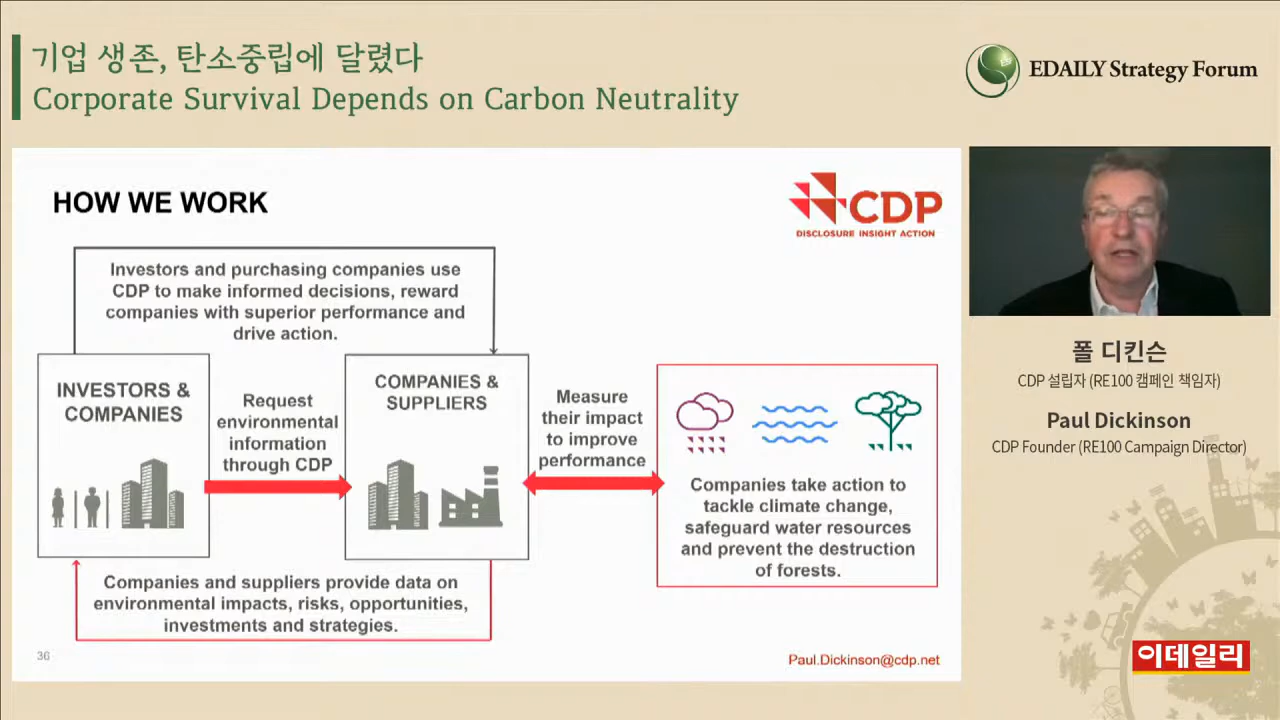 기업 생존, 탄소중립에 달렸다
Corporate Survival Depends on Carbon Neutrality
EDAILY Strategy Forum
HOW WE WORK
CDP
DISCLOSURE INSIGHT ACTION
Investors and purchasing companies use
CDP to make informed decisions, reward
companies with superior performance and
drive action.
INVESTORS &
COMPANIES
Request
environmental
information
through CDP
COMPANIES &
SUPPLIERS
Measure
their impact
to improve
performance
Companies take action to
tackle climate change,
safeguard water resources
and prevent the destruction
of forests.
Companies and suppliers provide data on
environmental impacts, risks, opportunities,
investments and strategies.
36
Paul.Dickinson@cdp.net
폴 디킨슨
CDP 설립자 (RE100 캠페인 책임자)
Paul Dickinson
CDP Founder (RE100 Campaign Director)
이데일리